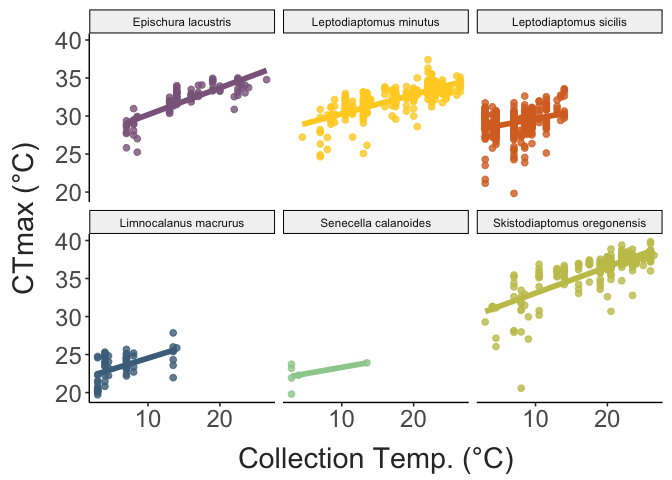 Epischura lacustris
Leptodiaptomus minutus
Leptodiaptomus sicilis
40
35
30
25
20
Limnocalanus macrurus
Senecella calanoides
Skistodiaptomus oregonensis
40
35
30
25
20
CTmax (°C)
10 20 10 20 10 20
Collection Temp. (°C)